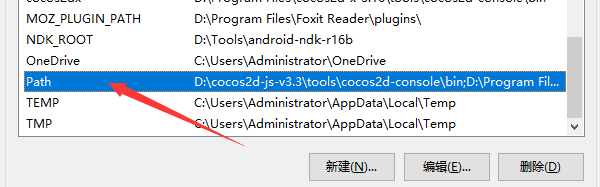 MOZ_PLUGIN_PATH D:\Program Files\Foxit Reader\plugins\
NDK_ROOT D:\Tools\android-ndk-r16b
OneDrive C:\Users\Administrator\OneDrive
Path D:\cocos2d-js-v3.3\tools\cocos2d-console\bin;D:\Program Fil...
TEMP C:\Users\Administrator\AppData\Local\Temp
TMP C:\Users\Administrator\AppData\Local\Temp
新建(N)... 编辑(E)... 删除(D)